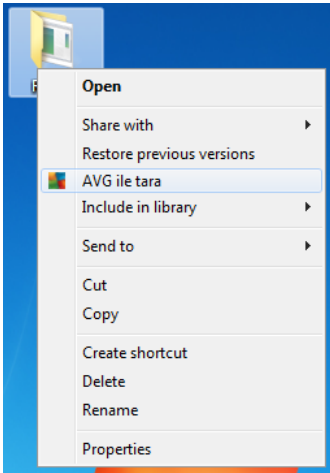 Open
Share with
Restore previous versions
AVG ile tara
Include in library
Send to
Cut
Copy
Create shortcut
Delete
Rename
Properties